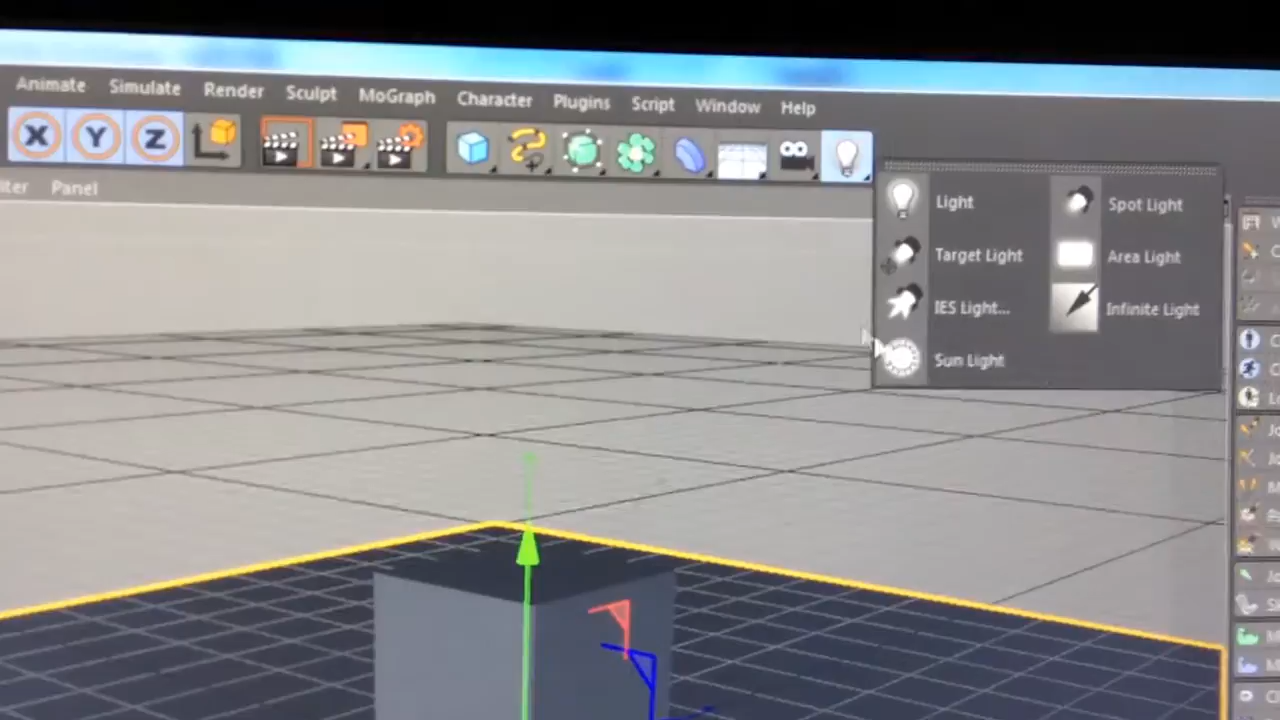 Animate Simulate Render Sculpt MoGraph Character Plugins Script Window Help
X Y Z
Panel
Light Spot Light
Target Light Area Light
IES Light... Infinite Light
Sun Light